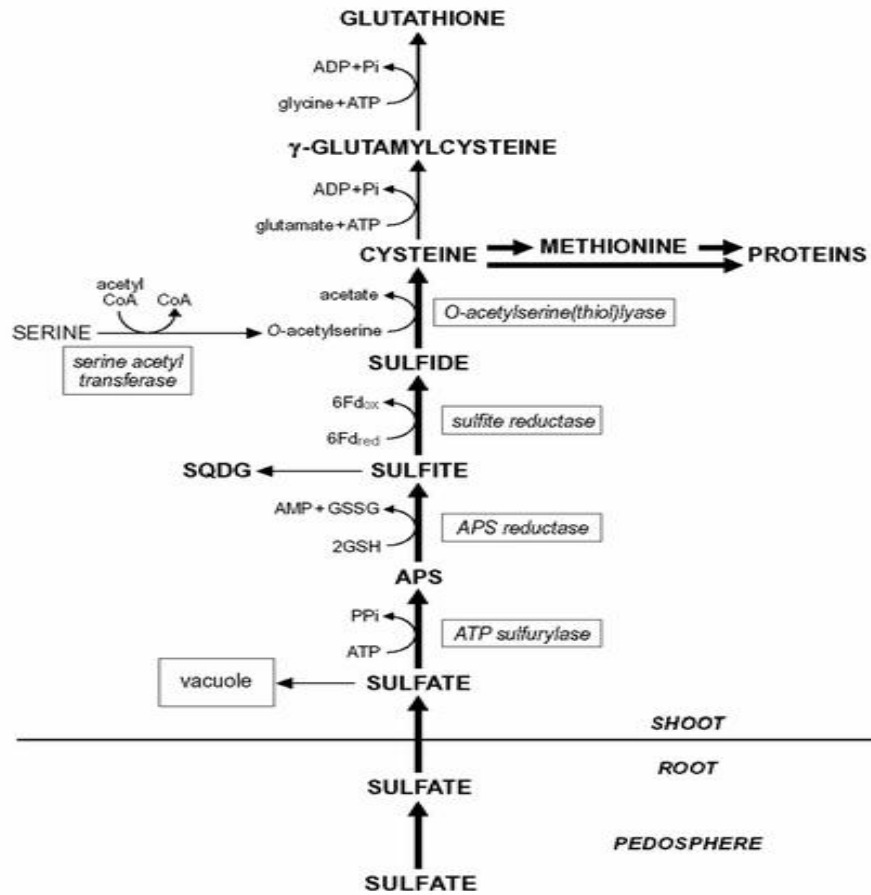 GLUTATHIONE
ADP+Pi
glycine+ATP
γ-GLUTAMYLCYSTEINE
ADP+Pi
glutamate+ATP
CYSTEINE METHIONINE PROTEINS
acetyl
CoA CoA
acetate
O-acetylserine(thiol)lyase
SERINE O-acetylserine
serine acetyl
transferase
SULFIDE
6Fdox
sulfite reductase
6Fdred
SQDG SULFITE
AMP+GSSG
APS reductase
2GSH
APS
PPi
ATP sulfurylase
ATP
vacuole SULFATE
SHOOT
ROOT
SULFATE
PEDOSPHERE
SULFATE